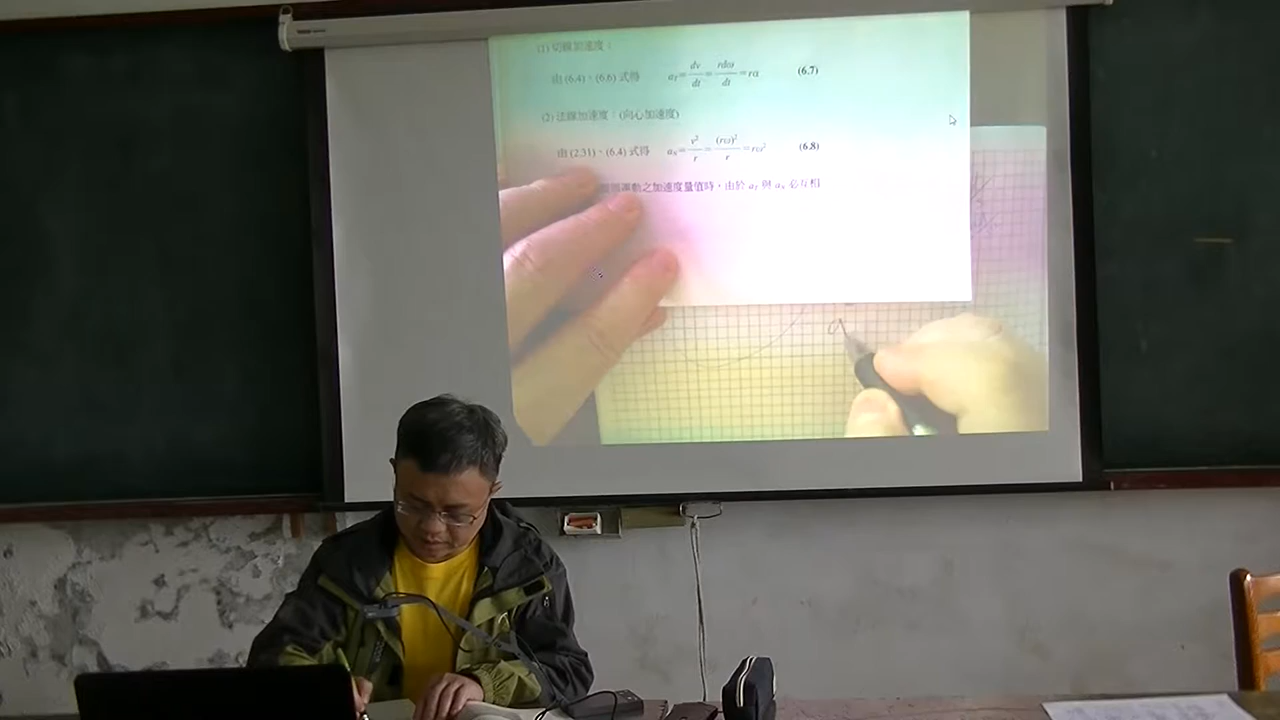 (1) 切線加速度：
由 (6.4)、(6.6) 式得 a_T = dv/dt = rdω/dt = rα (6.7)
(2) 法線加速度：(向心加速度)
由 (2.31)、(6.4) 式得 a_N = v²/r = (rω)²/r = rω² (6.8)
運動之加速度量值時，由於 a_T 與 a_N 必互相
a